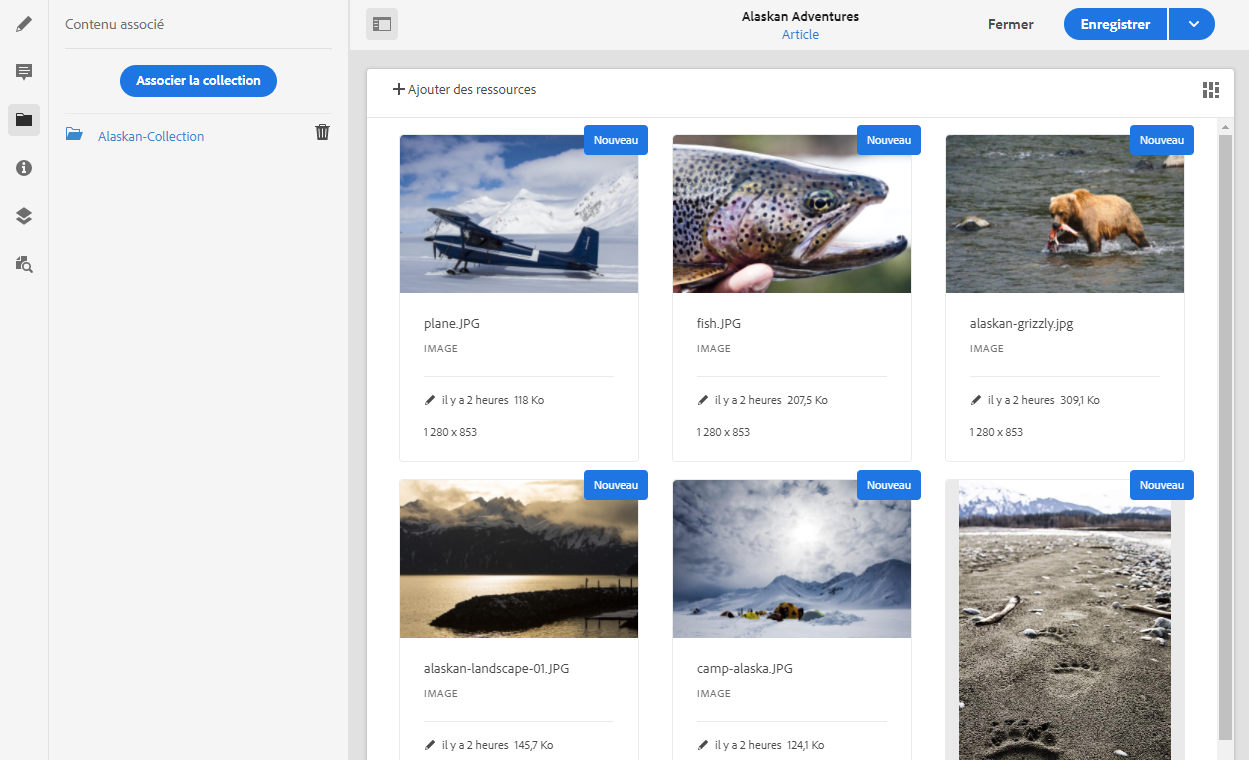 Contenu associé
Associer la collection
Alaskan-Collection
Alaskan Adventures
Article
Fermer
Enregistrer
Ajouter des ressources
Nouveau
plane.JPG
IMAGE
il y a 2 heures 118 Ko
1 280 x 853
Nouveau
fish.JPG
IMAGE
il y a 2 heures 207,5 Ko
1 280 x 853
Nouveau
alaskan-grizzly.jpg
IMAGE
il y a 2 heures 309,1 Ko
1 280 x 853
Nouveau
alaskan-landscape-01.JPG
IMAGE
il y a 2 heures 145,7 Ko
Nouveau
camp-alaska.JPG
IMAGE
il y a 2 heures 124,1 Ko
Nouveau